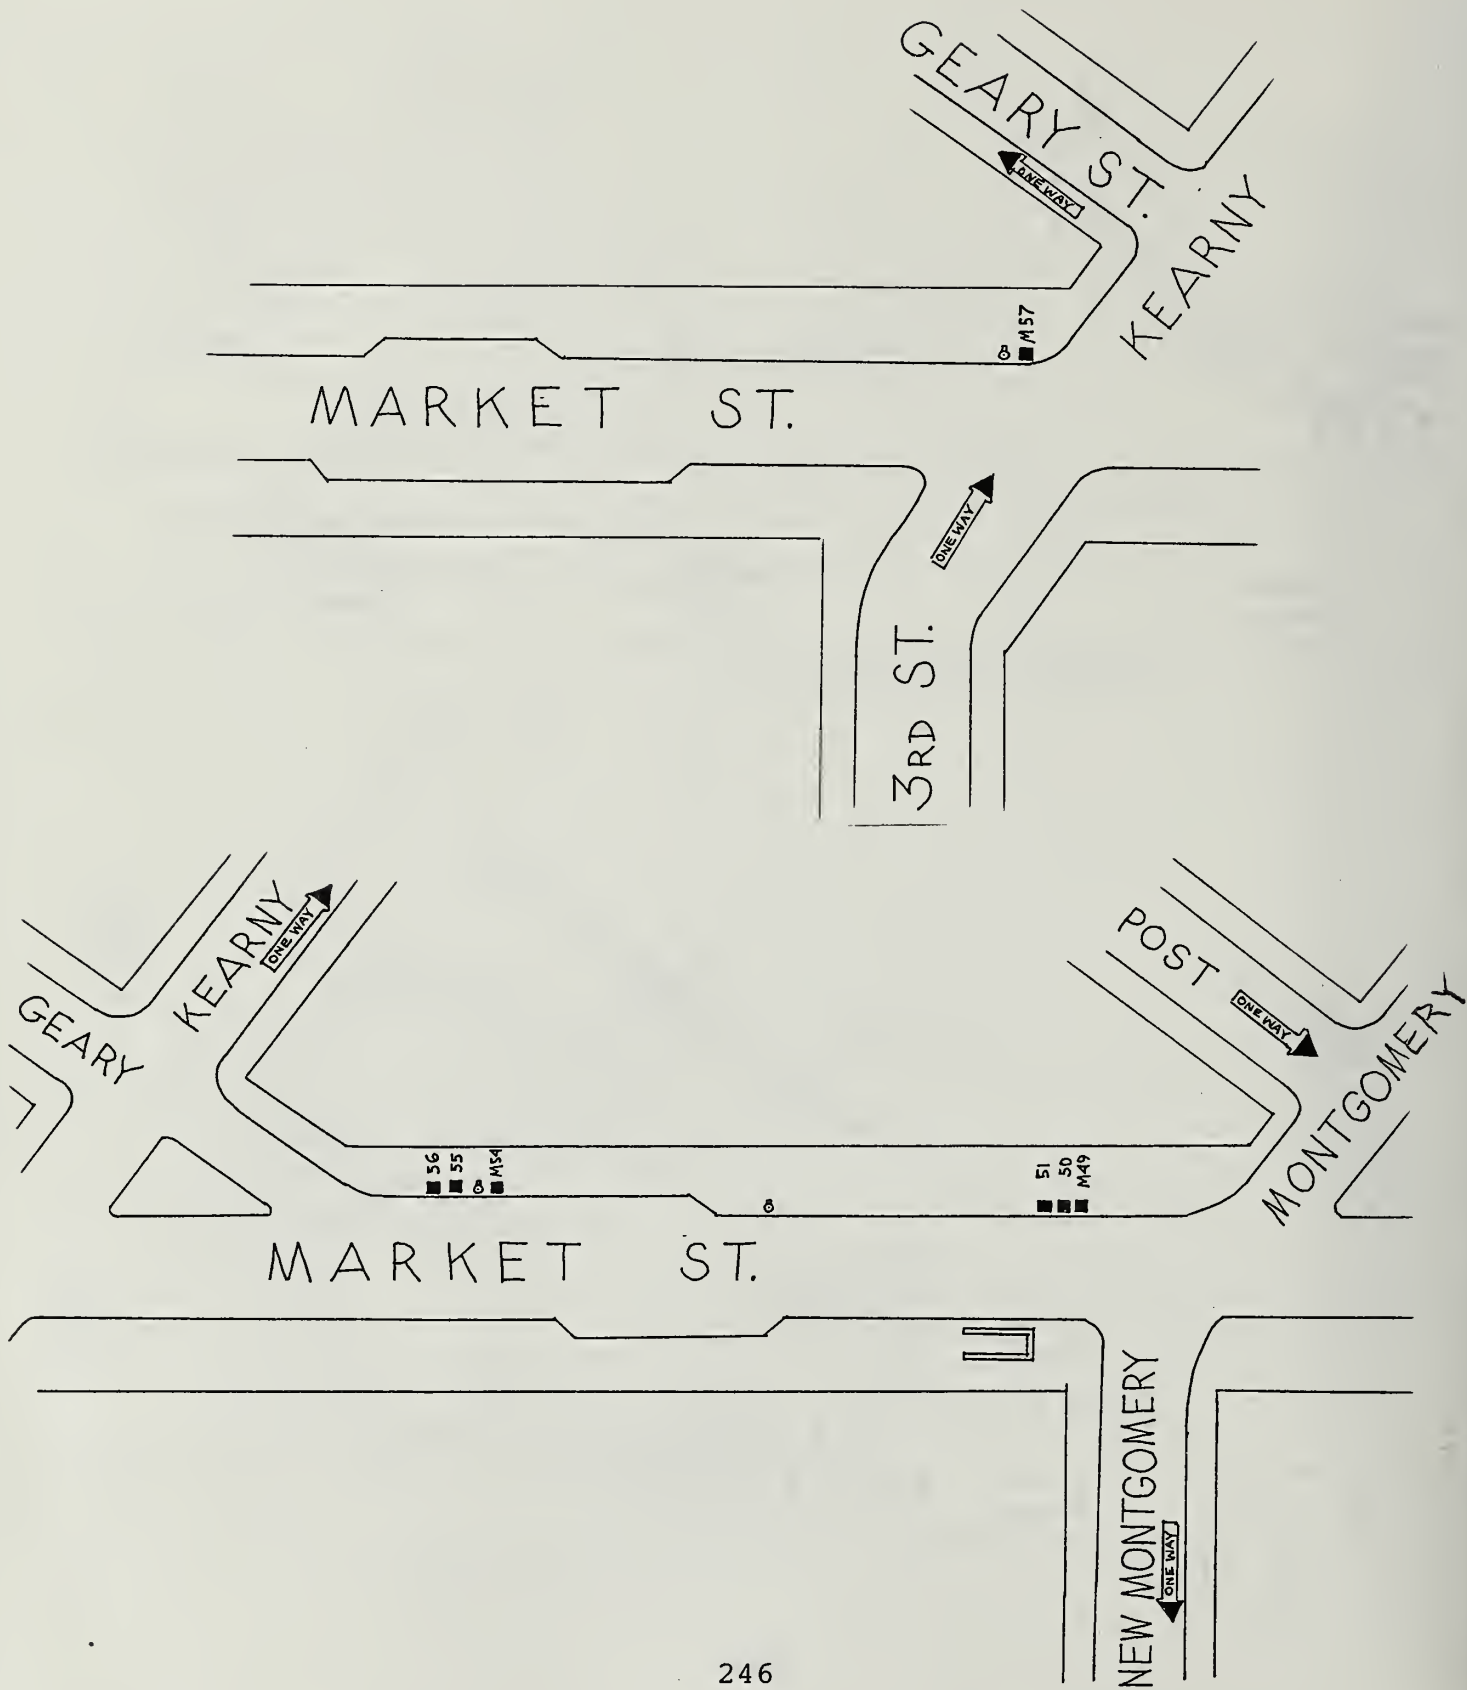 GEARY ST.
ONE WAY
KEARNY
M57
MARKET ST.
ONE WAY
3RD ST.
KEARNY
ONE WAY
GEARY
POST
ONE WAY
MONTGOMERY
56
55
M54
51
50
M49
MARKET ST.
NEW MONTGOMERY
ONE WAY
246